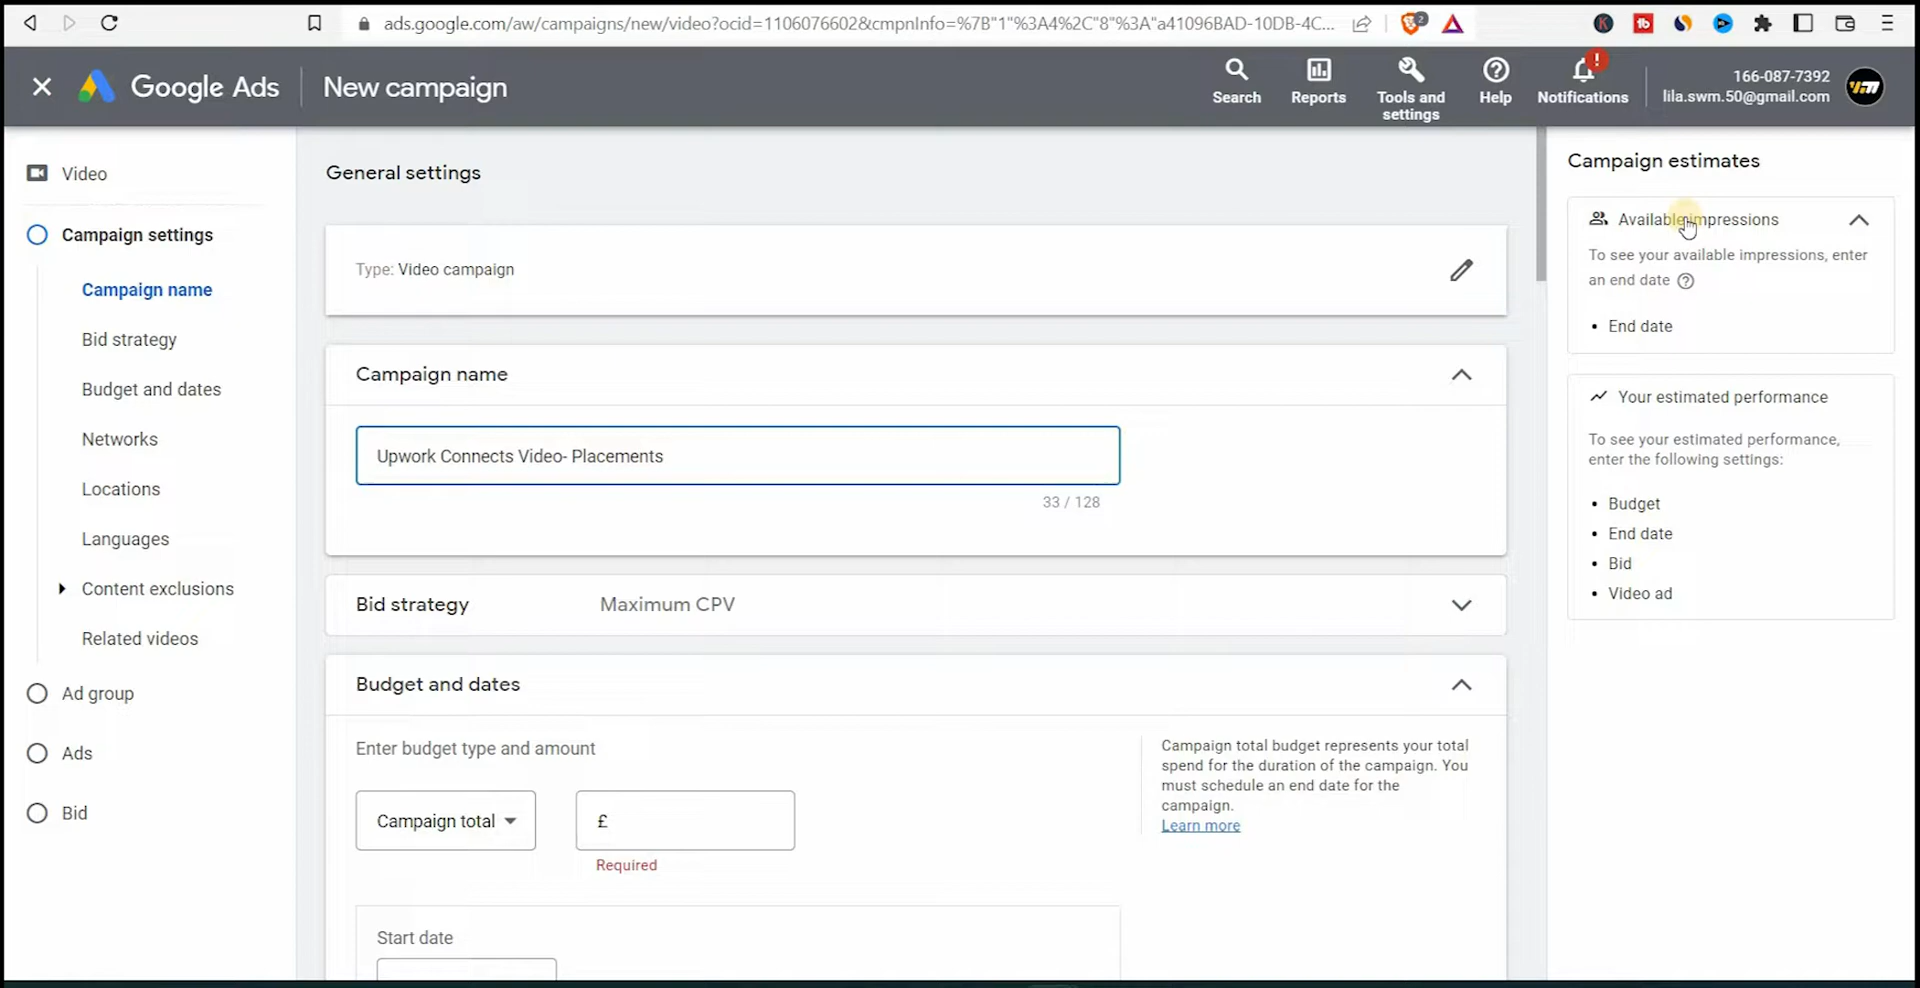 ads.google.com/aw/campaigns/new/video?ocid=1106076602&cmpnInfo=%7B"1"%3A4%2C"8"%3A"a41096BAD-10DB-4C...
2
Google Ads
New campaign
Search
Reports
Tools and
settings
Help
Notifications
166-087-7392
lila.swm.50@gmail.com
Video
Campaign settings
Campaign name
Bid strategy
Budget and dates
Networks
Locations
Languages
Content exclusions
Related videos
Ad group
Ads
Bid
General settings
Type: Video campaign
Campaign name
Upwork Connects Video- Placements
33 / 128
Bid strategy
Maximum CPV
Budget and dates
Enter budget type and amount
Campaign total
£
Required
Campaign total budget represents your total
spend for the duration of the campaign. You
must schedule an end date for the
campaign.
Learn more
Start date
Campaign estimates
Available impressions
To see your available impressions, enter
an end date
• End date
Your estimated performance
To see your estimated performance,
enter the following settings:
• Budget
• End date
• Bid
• Video ad